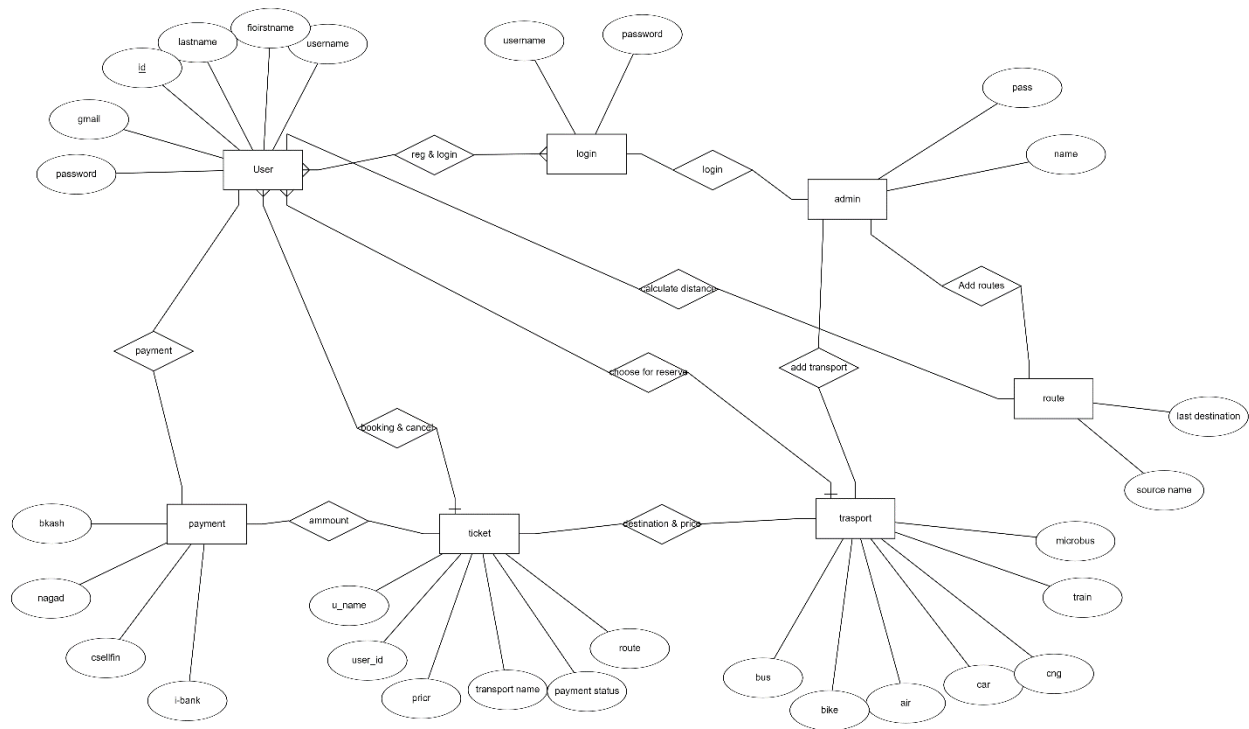 fioirstname
lastname
username
id
gmail
password
User
reg & login
username
password
login
login
pass
name
admin
calculate distance
Add routes
payment
choose for reserve
add transport
route
last destination
source name
booking & cancel
bkash
payment
ammount
ticket
destination & price
trasport
nagad
csellfin
i-bank
u_name
user_id
pricr
transport name
payment status
route
microbus
train
cng
car
air
bike
bus